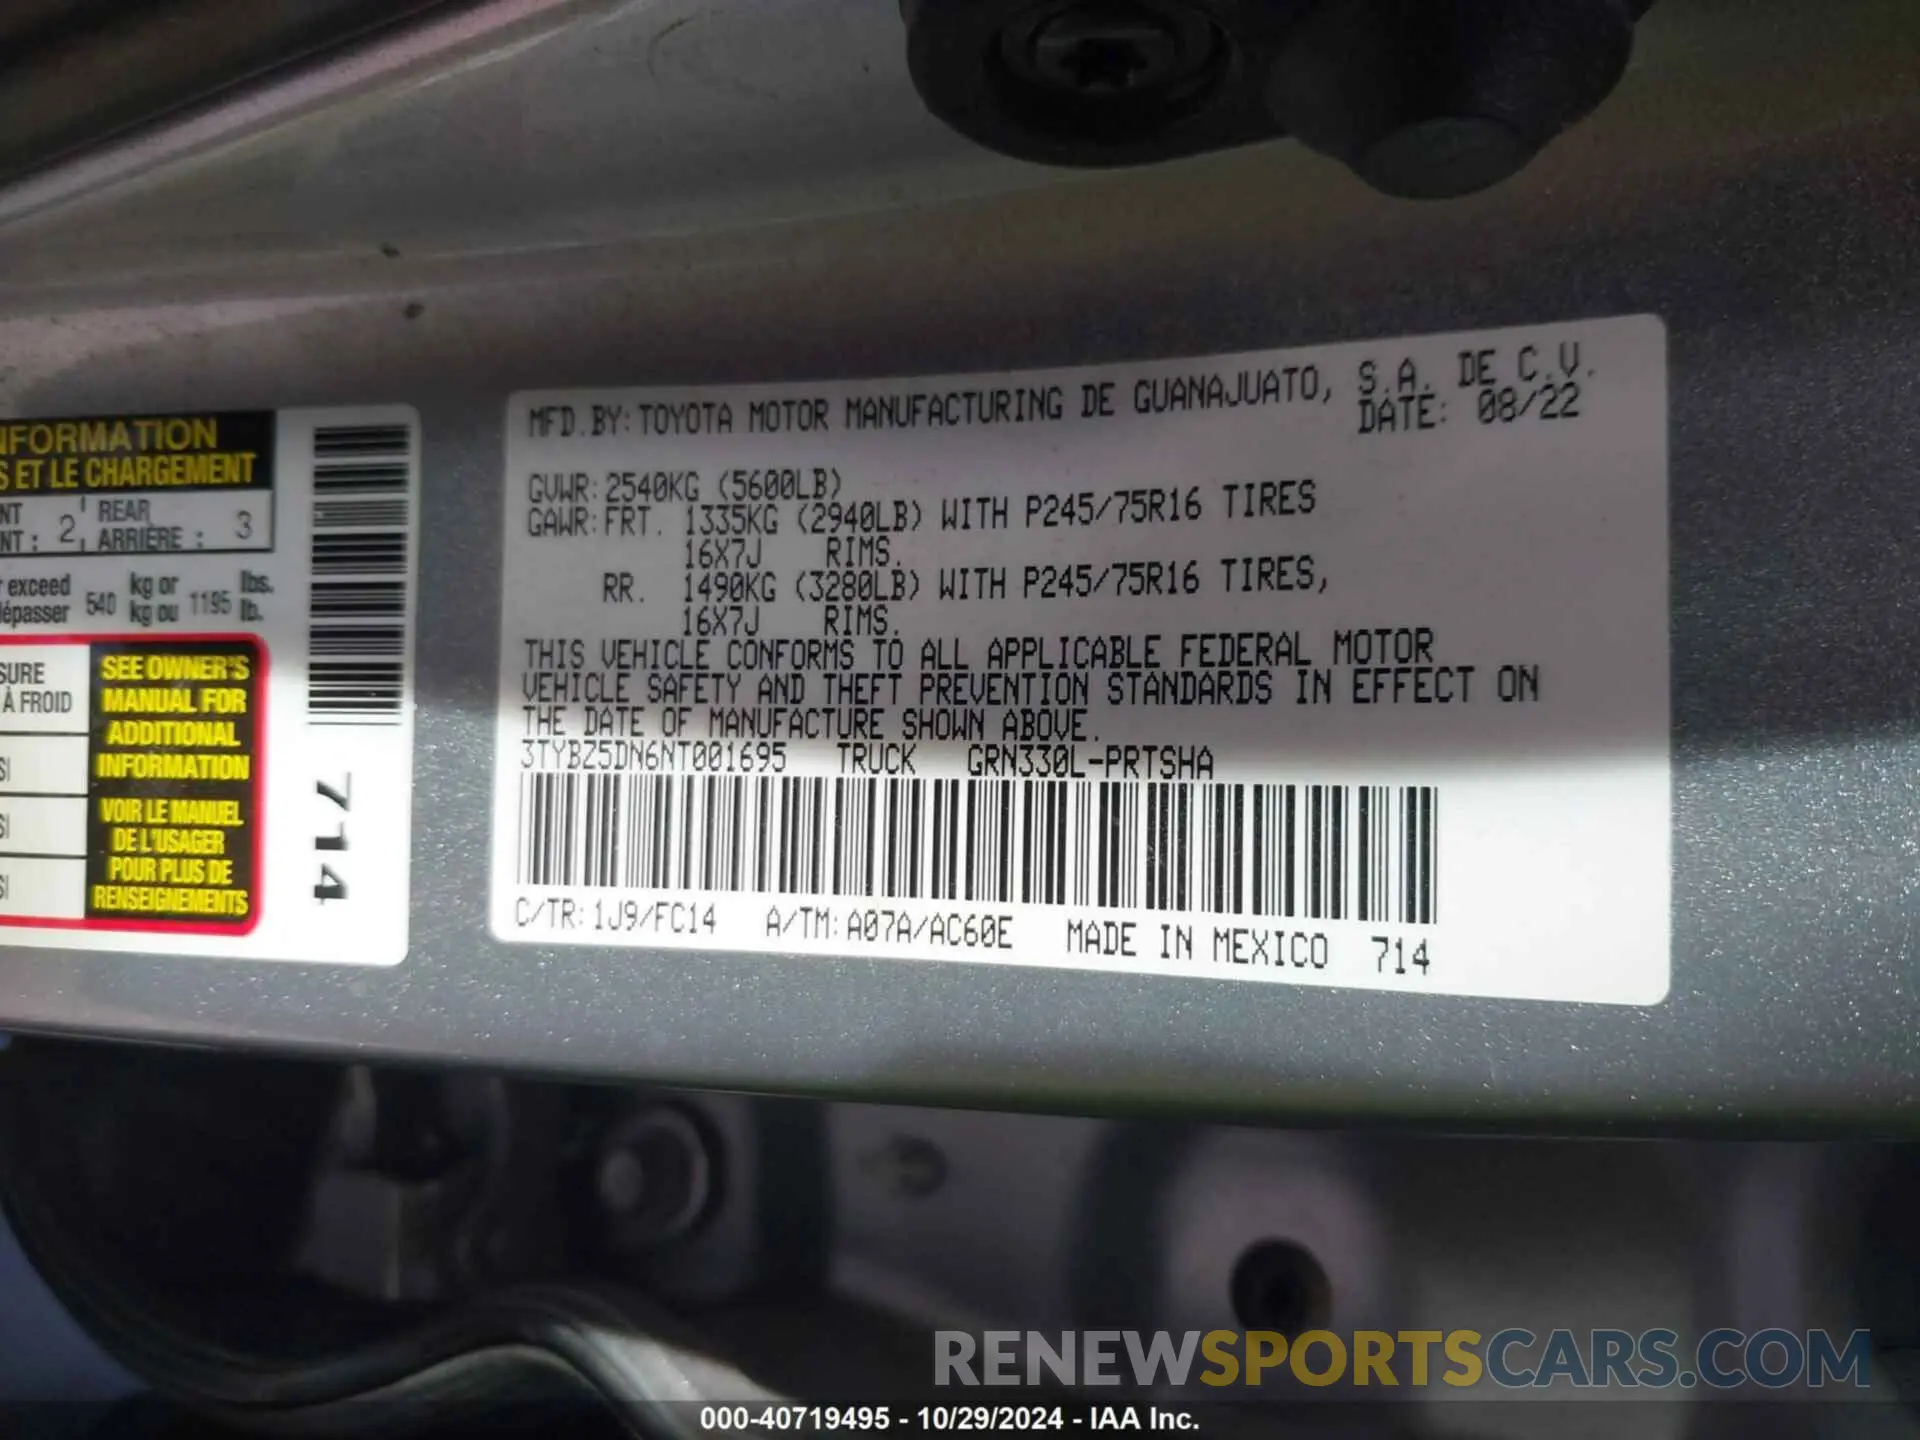 NFORMATION
S ET LE CHARGEMENT
NT 2 REAR 3
NT : ARRIÈRE :
r exceed 540 kg or 1195 lbs.
dépasser kg ou lb.
SURE
À FROID
SI
SI
SI
SEE OWNER'S
MANUAL FOR
ADDITIONAL
INFORMATION
VOIR LE MANUEL
DE L'USAGER
POUR PLUS DE
RENSEIGNEMENTS
714
MFD.BY:TOYOTA MOTOR MANUFACTURING DE GUANAJUATO, S.A. DE C.V.
DATE: 08/22
GVWR:2540KG (5600LB)
GAWR:FRT. 1335KG (2940LB) WITH P245/75R16 TIRES
16X7J RIMS.
RR. 1490KG (3280LB) WITH P245/75R16 TIRES,
16X7J RIMS.
THIS VEHICLE CONFORMS TO ALL APPLICABLE FEDERAL MOTOR
VEHICLE SAFETY AND THEFT PREVENTION STANDARDS IN EFFECT ON
THE DATE OF MANUFACTURE SHOWN ABOVE.
3TYBZ5DN6NT001695 TRUCK GRN330L-PRTSHA
C/TR:1J9/FC14 A/TM:A07A/AC60E MADE IN MEXICO 714
RENEWSPORTSCARS.COM
000-40719495 - 10/29/2024 - IAA Inc.